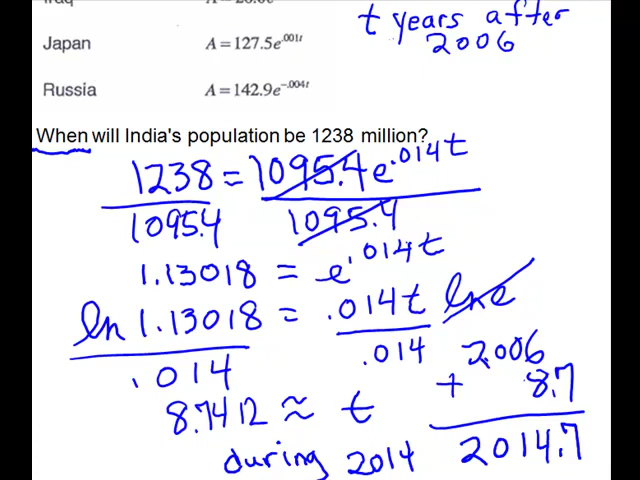 t years after
2006
Japan A = 127.5e^.001t
Russia A = 142.9e^-.004t
When will India's population be 1238 million?
1238 = 1095.4e^.014t
1095.4 1095.4
1.13018 = e^.014t
ln 1.13018 = .014t ln e
.014 .014
2006
+ 8.7
8.7412 ≈ t
2014.7
during 2014